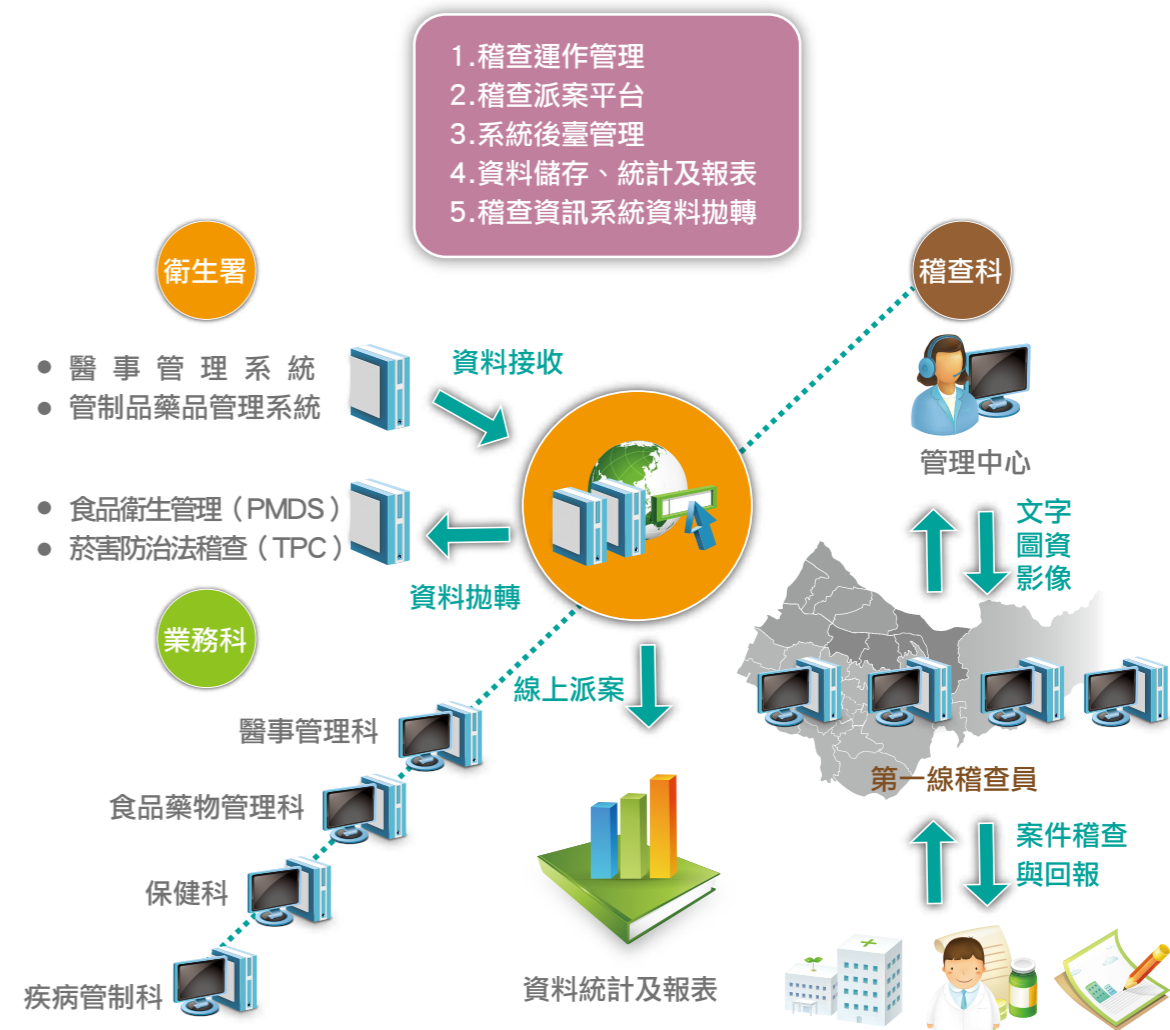 1.稽查運作管理
2.稽查派案平台
3.系統後臺管理
4.資料儲存、統計及報表
5.稽查資訊系統資料拋轉
衛生署
● 醫事管理系統
● 管制品藥品管理系統
● 食品衛生管理（PMDS）
● 菸害防治法稽查（TPC）
資料接收
資料拋轉
業務科
醫事管理科
食品藥物管理科
保健科
疾病管制科
線上派案
資料統計及報表
稽查科
管理中心
文字
圖資
影像
第一線稽查員
案件稽查
與回報